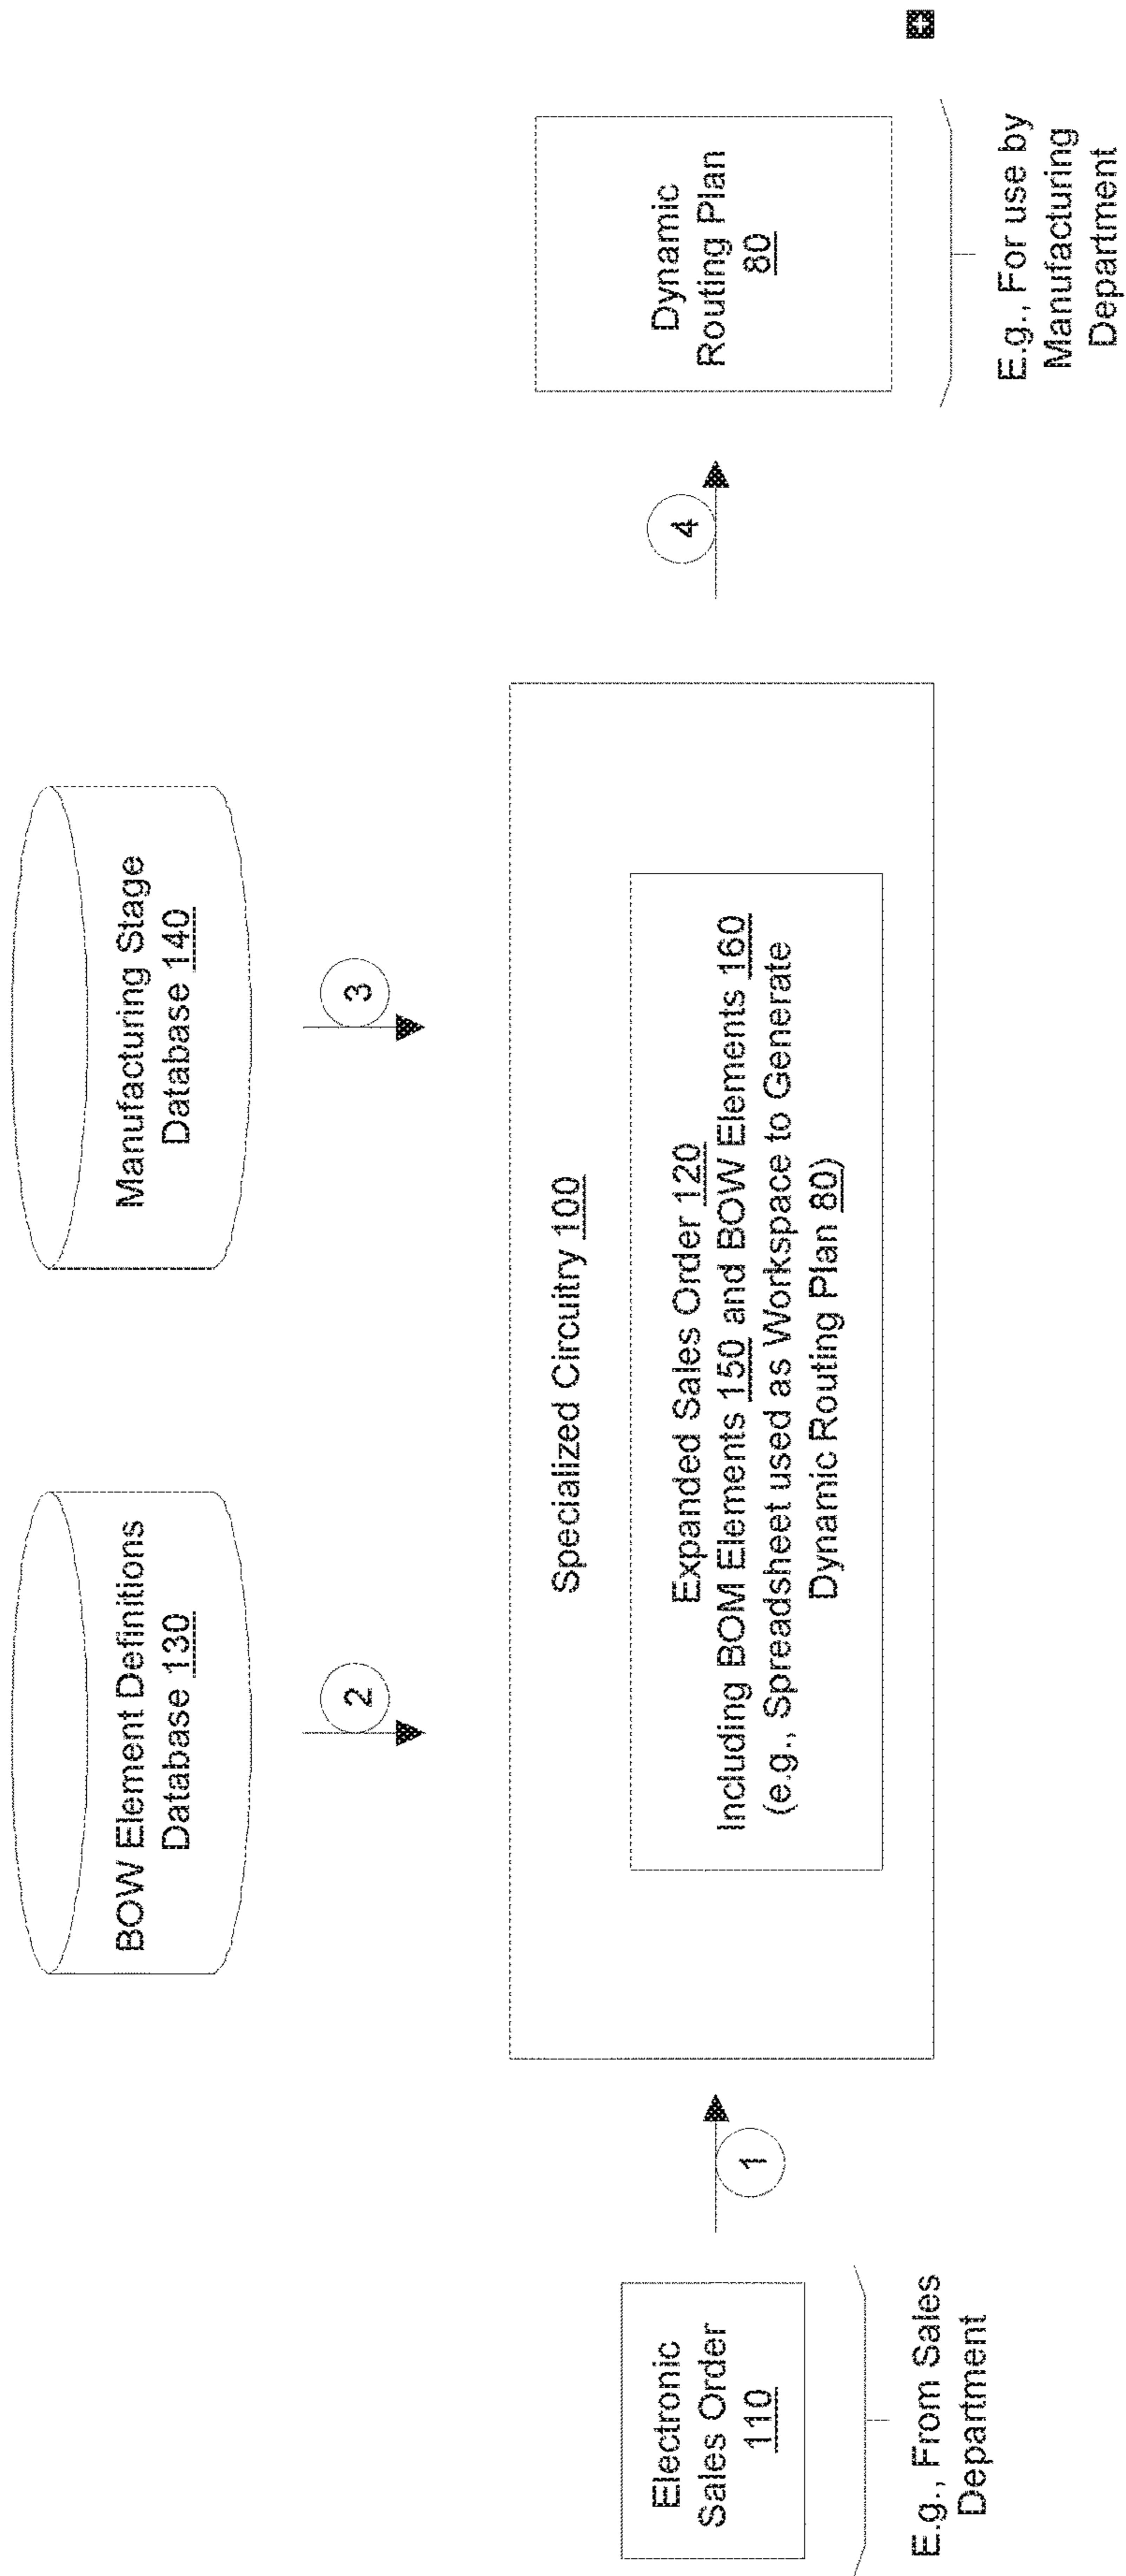 BOW Element Definitions
Database 130
Manufacturing Stage
Database 140
2
3
Electronic
Sales Order
110
E.g., From Sales
Department
1
Specialized Circuitry 100
Expanded Sales Order 120
Including BOM Elements 150 and BOW Elements 160
(e.g., Spreadsheet used as Workspace to Generate
Dynamic Routing Plan 80)
4
Dynamic
Routing Plan
80
E.g., For use by
Manufacturing
Department